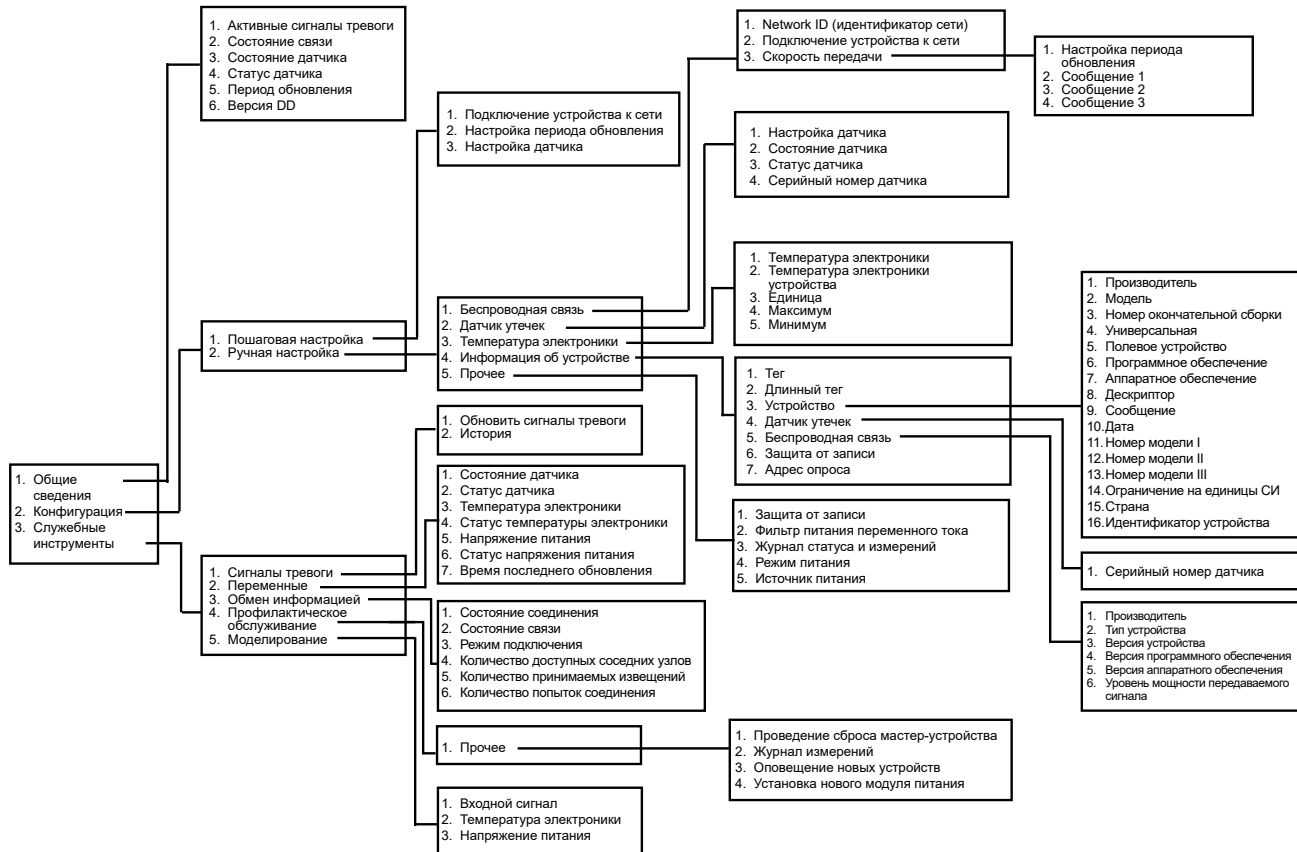 1. Общие
сведения
2. Конфигурация
3. Служебные
инструменты
1. Активные сигналы тревоги
2. Состояние связи
3. Состояние датчика
4. Статус датчика
5. Период обновления
6. Версия DD
1. Пошаговая настройка
2. Ручная настройка
1. Сигналы тревоги
2. Переменные
3. Обмен информацией
4. Профилактическое
обслуживание
5. Моделирование
1. Подключение устройства к сети
2. Настройка периода обновления
3. Настройка датчика
1. Беспроводная связь
2. Датчик утечек
3. Температура электроники
4. Информация об устройстве
5. Прочее
1. Обновить сигналы тревоги
2. История
1. Состояние датчика
2. Статус датчика
3. Температура электроники
4. Статус температуры электроники
5. Напряжение питания
6. Статус напряжения питания
7. Время последнего обновления
1. Состояние соединения
2. Состояние связи
3. Режим подключения
4. Количество доступных соседних узлов
5. Количество принимаемых извещений
6. Количество попыток соединения
1. Прочее
1. Входной сигнал
2. Температура электроники
3. Напряжение питания
1. Network ID (идентификатор сети)
2. Подключение устройства к сети
3. Скорость передачи
1. Настройка датчика
2. Состояние датчика
3. Статус датчика
4. Серийный номер датчика
1. Температура электроники
2. Температура электроники
устройства
3. Единица
4. Максимум
5. Минимум
1. Тег
2. Длинный тег
3. Устройство
4. Датчик утечек
5. Беспроводная связь
6. Защита от записи
7. Адрес опроса
1. Защита от записи
2. Фильтр питания переменного тока
3. Журнал статуса и измерений
4. Режим питания
5. Источник питания
1. Проведение сброса мастер-устройства
2. Журнал измерений
3. Оповещение новых устройств
4. Установка нового модуля питания
1. Настройка периода
обновления
2. Сообщение 1
3. Сообщение 2
4. Сообщение 3
1. Производитель
2. Модель
3. Номер окончательной сборки
4. Универсальная
5. Полевое устройство
6. Программное обеспечение
7. Аппаратное обеспечение
8. Дескриптор
9. Сообщение
10. Дата
11. Номер модели I
12. Номер модели II
13. Номер модели III
14. Ограничение на единицы СИ
15. Страна
16. Идентификатор устройства
1. Серийный номер датчика
1. Производитель
2. Тип устройства
3. Версия устройства
4. Версия программного обеспечения
5. Версия аппаратного обеспечения
6. Уровень мощности передаваемого
сигнала